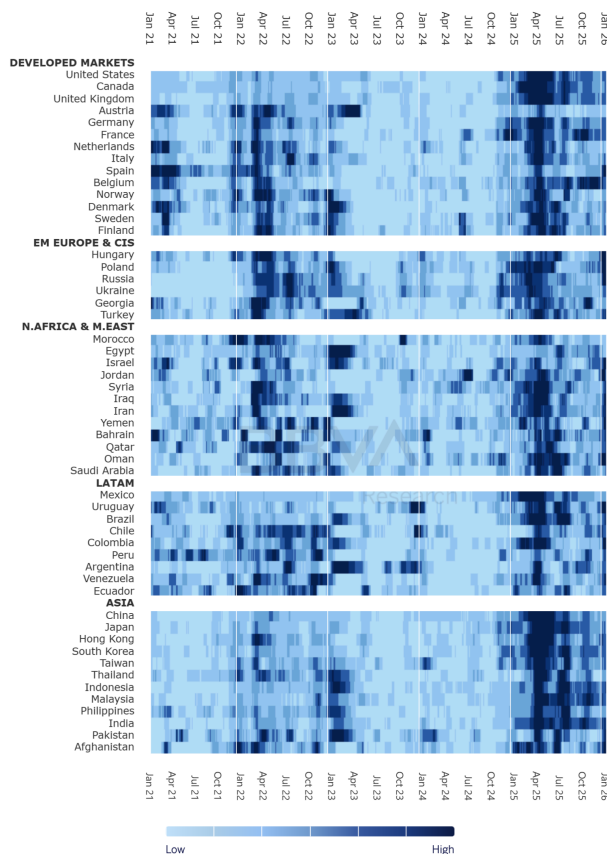 Jan 21 Apr 21 Jul 21 Oct 21 Jan 22 Apr 22 Jul 22 Oct 22 Jan 23 Apr 23 Jul 23 Oct 23 Jan 24 Apr 24 Jul 24 Oct 24 Jan 25 Apr 25 Jul 25 Oct 25 Jan 26
DEVELOPED MARKETS
United States
Canada
United Kingdom
Austria
Germany
France
Netherlands
Italy
Spain
Belgium
Norway
Denmark
Sweden
Finland
EM EUROPE & CIS
Hungary
Poland
Russia
Ukraine
Georgia
Turkey
N.AFRICA & M.EAST
Morocco
Egypt
Israel
Jordan
Syria
Iraq
Iran
Yemen
Bahrain
Qatar
Oman
Saudi Arabia
LATAM
Mexico
Research
Uruguay
Brazil
Chile
Colombia
Peru
Argentina
Venezuela
Ecuador
ASIA
China
Japan
Hong Kong
South Korea
Taiwan
Thailand
Indonesia
Malaysia
Philippines
India
Pakistan
Afghanistan
Jan 21 Apr 21 Jul 21 Oct 21 Jan 22 Apr 22 Jul 22 Oct 22 Jan 23 Apr 23 Jul 23 Oct 23 Jan 24 Apr 24 Jul 24 Oct 24 Jan 25 Apr 25 Jul 25 Oct 25 Jan 26
Low High